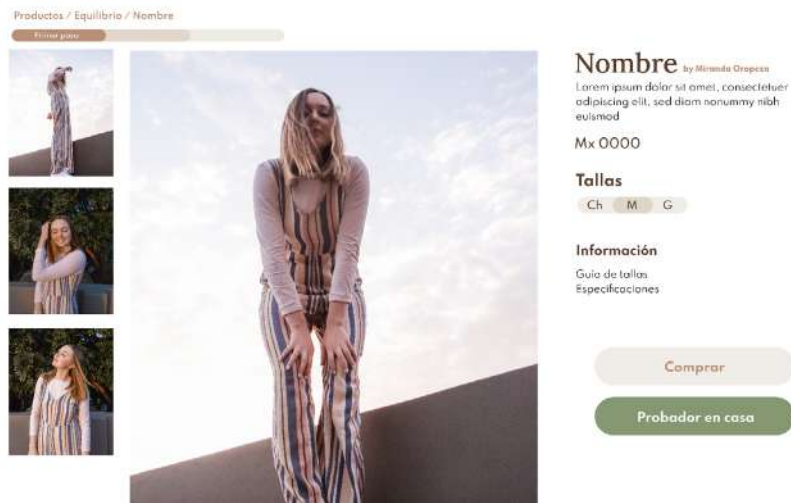 Productos / Equilibrio / Nombre
Primer paso
Nombre by Miranda Oropeza
Lorem ipsum dolor sit amet, consectetuer
adipiscing elit, sed diam nonummy nibh
euismod
Mx 0000
Tallas
Ch M G
Información
Guía de tallas
Especificaciones
Comprar
Probador en casa